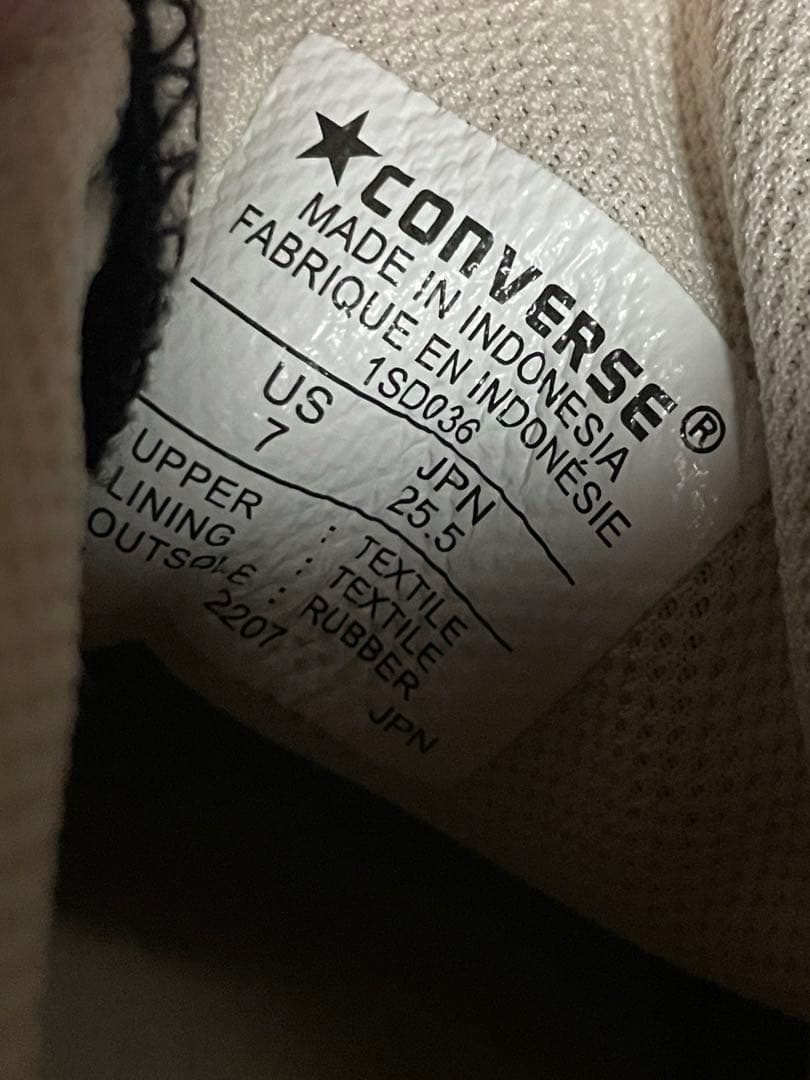 ★CONVERSE®
MADE IN INDONESIA
FABRIQUE EN INDONÉSIE
1SD036
US JPN
7 25.5
UPPER : TEXTILE
LINING : TEXTILE
OUTSOLE : RUBBER
2207 JPN